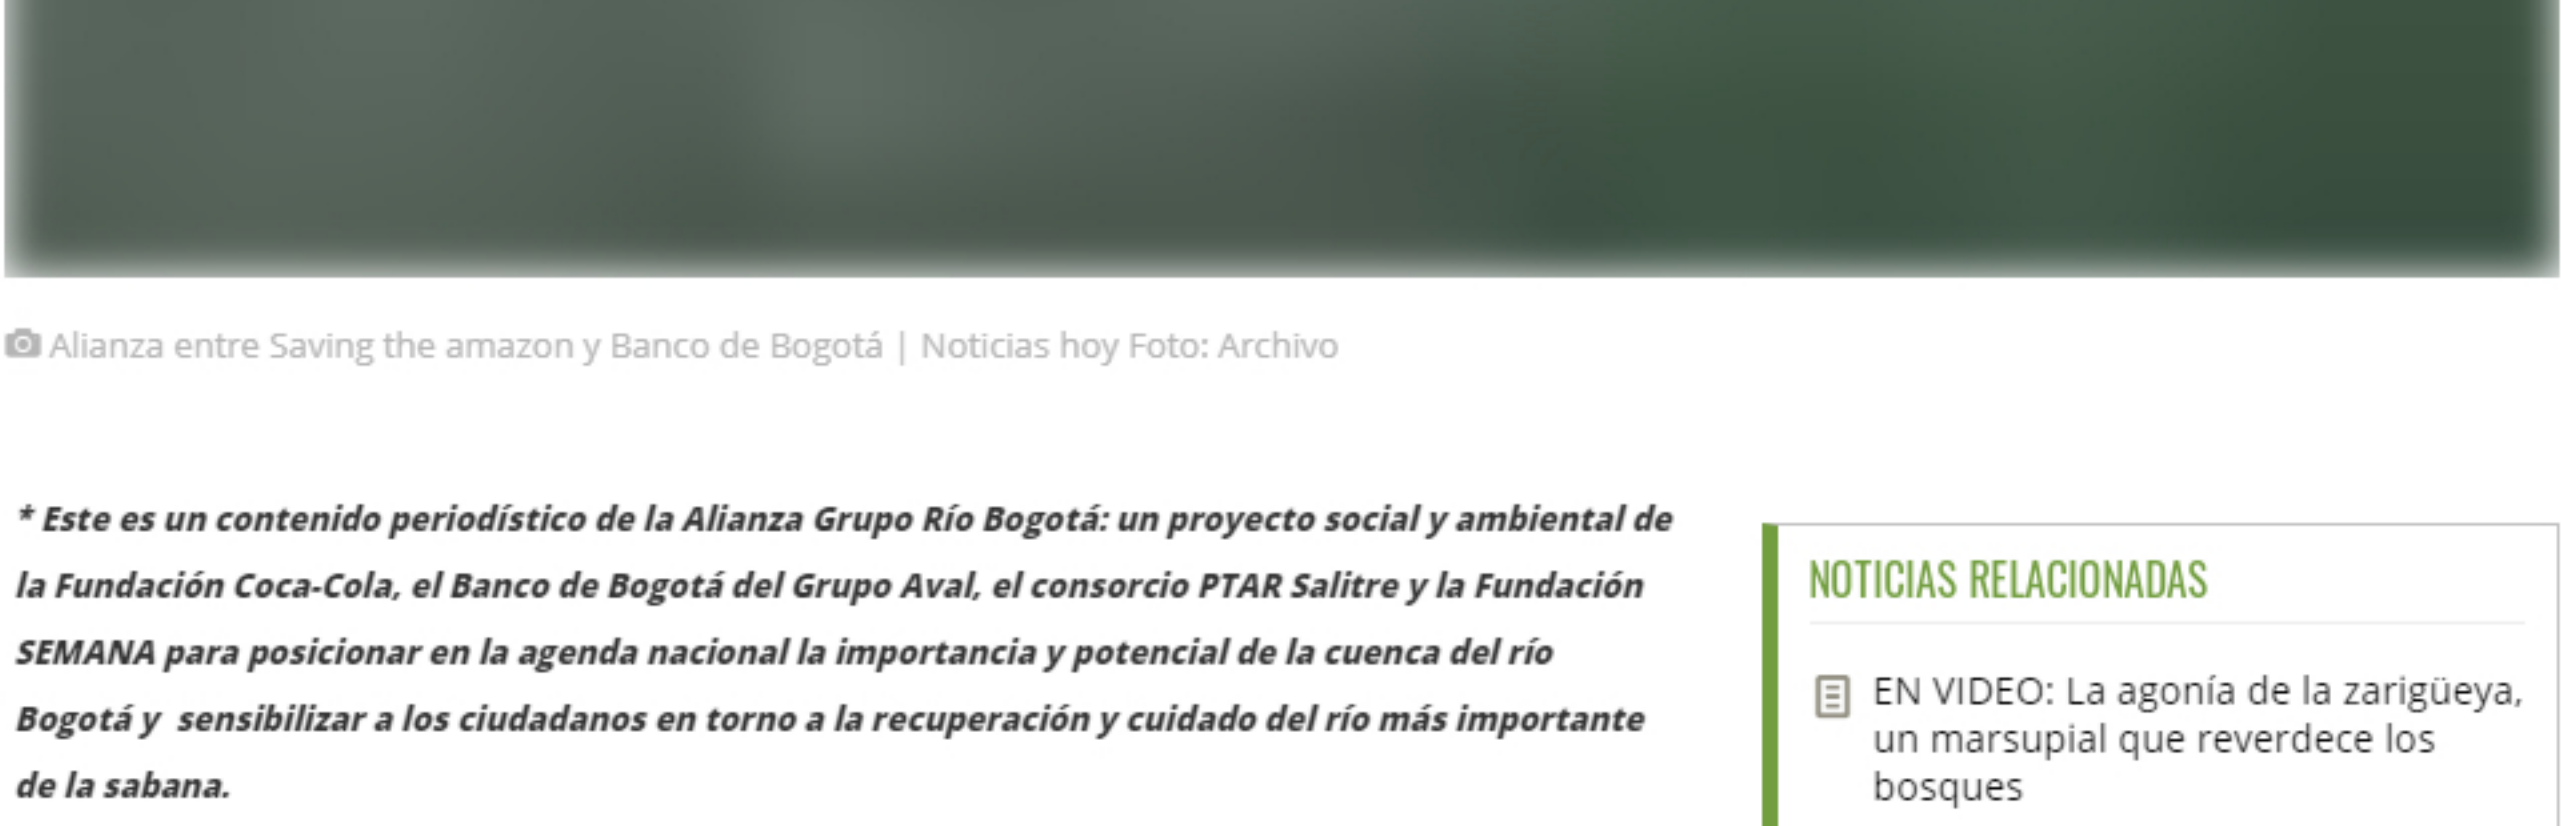 Alianza entre Saving the amazon y Banco de Bogotá | Noticias hoy Foto: Archivo
* Este es un contenido periodístico de la Alianza Grupo Río Bogotá: un proyecto social y ambiental de
la Fundación Coca-Cola, el Banco de Bogotá del Grupo Aval, el consorcio PTAR Salitre y la Fundación
SEMANA para posicionar en la agenda nacional la importancia y potencial de la cuenca del río
Bogotá y  sensibilizar a los ciudadanos en torno a la recuperación y cuidado del río más importante
de la sabana.
NOTICIAS RELACIONADAS
EN VIDEO: La agonía de la zarigüeya,
un marsupial que reverdece los
bosques